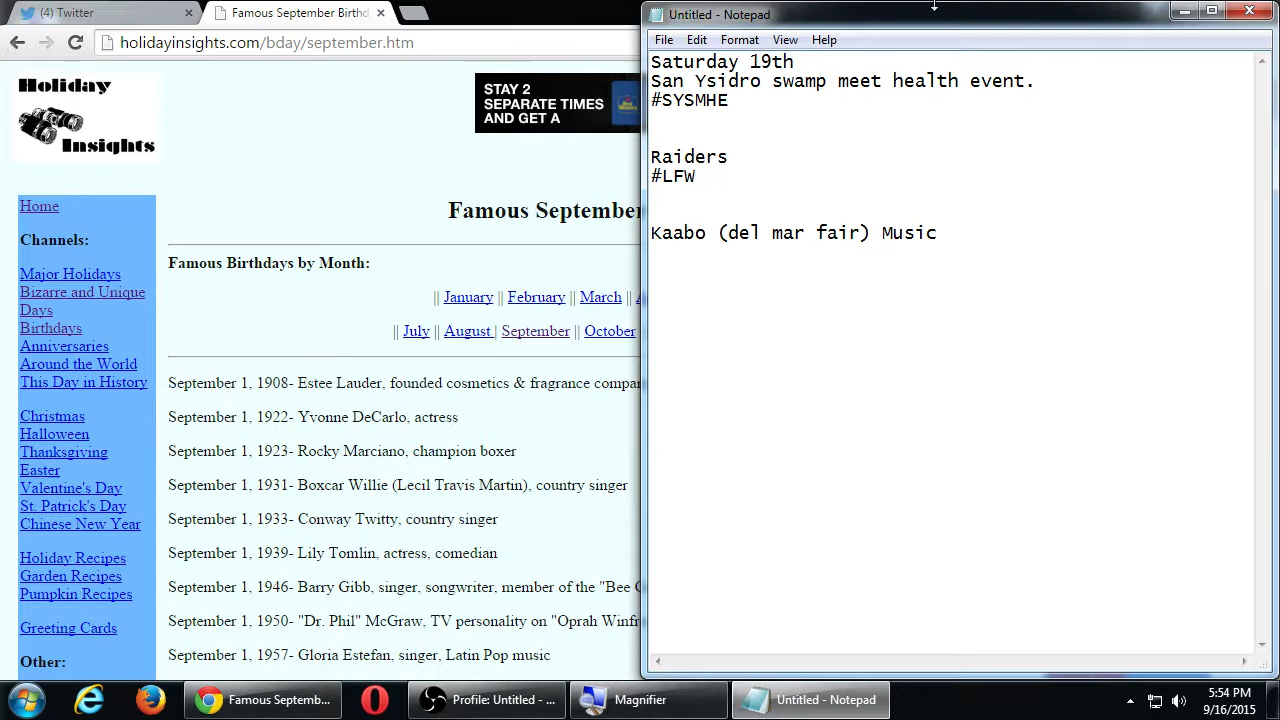 (4) Twitter
Famous September Birthd
holidayinsights.com/bday/september.htm
Holiday
Insights
STAY 2
SEPARATE TIMES
AND GET A
Home
Channels:
Major Holidays
Bizarre and Unique
Days
Birthdays
Anniversaries
Around the World
This Day in History
Christmas
Halloween
Thanksgiving
Easter
Valentine's Day
St. Patrick's Day
Chinese New Year
Holiday Recipes
Garden Recipes
Pumpkin Recipes
Greeting Cards
Other:
Famous September
Famous Birthdays by Month:
|| January || February || March ||
|| July || August | September || October
September 1, 1908- Estee Lauder, founded cosmetics & fragrance compan
September 1, 1922- Yvonne DeCarlo, actress
September 1, 1923- Rocky Marciano, champion boxer
September 1, 1931- Boxcar Willie (Lecil Travis Martin), country singer
September 1, 1933- Conway Twitty, country singer
September 1, 1939- Lily Tomlin, actress, comedian
September 1, 1946- Barry Gibb, singer, songwriter, member of the "Bee G
September 1, 1950- "Dr. Phil" McGraw, TV personality on "Oprah Winfr
September 1, 1957- Gloria Estefan, singer, Latin Pop music
Untitled - Notepad
File Edit Format View Help
Saturday 19th
San Ysidro swamp meet health event.
#SYSMHE
Raiders
#LFW
Kaabo (del mar fair) Music
Famous Septemb...
Profile: Untitled - ...
Magnifier
Untitled - Notepad
5:54 PM
9/16/2015